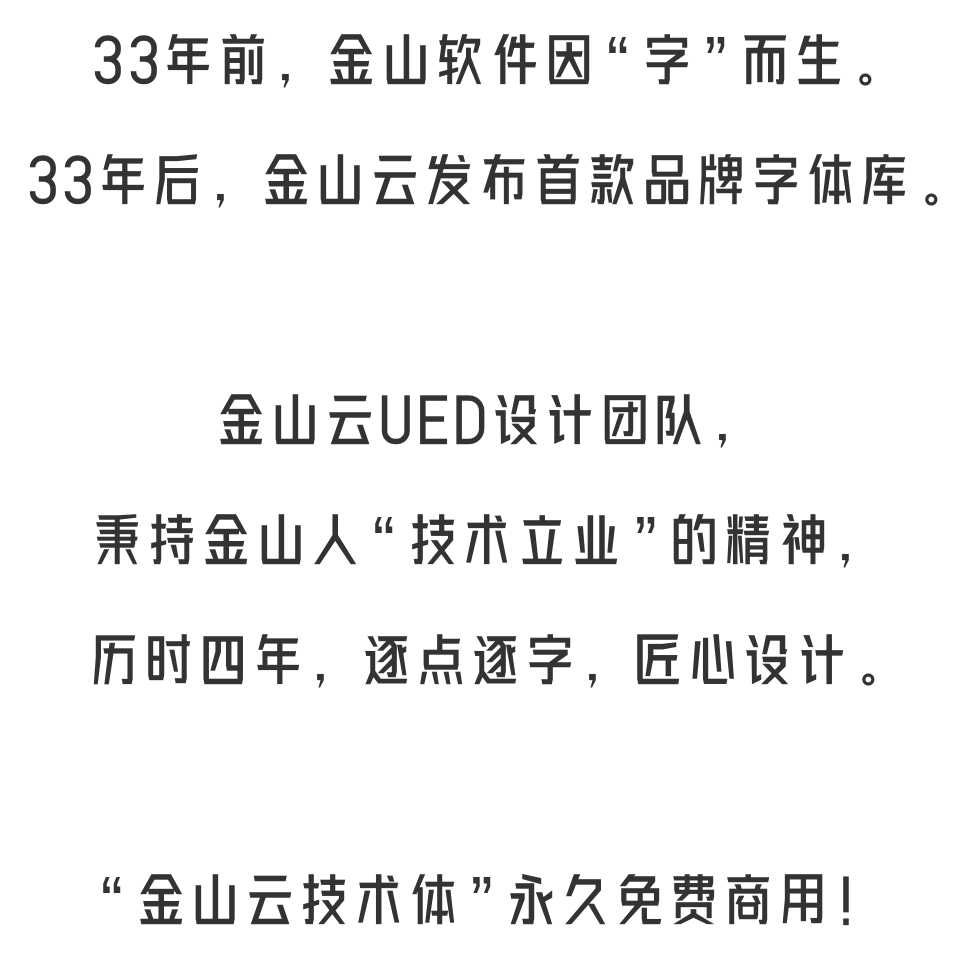 33年前，金山软件因“字”而生。
33年后，金山云发布首款品牌字体库。
金山云UED设计团队，
秉持金山人“技术立业”的精神，
历时四年，逐点逐字，匠心设计。
“金山云技术体”永久免费商用！